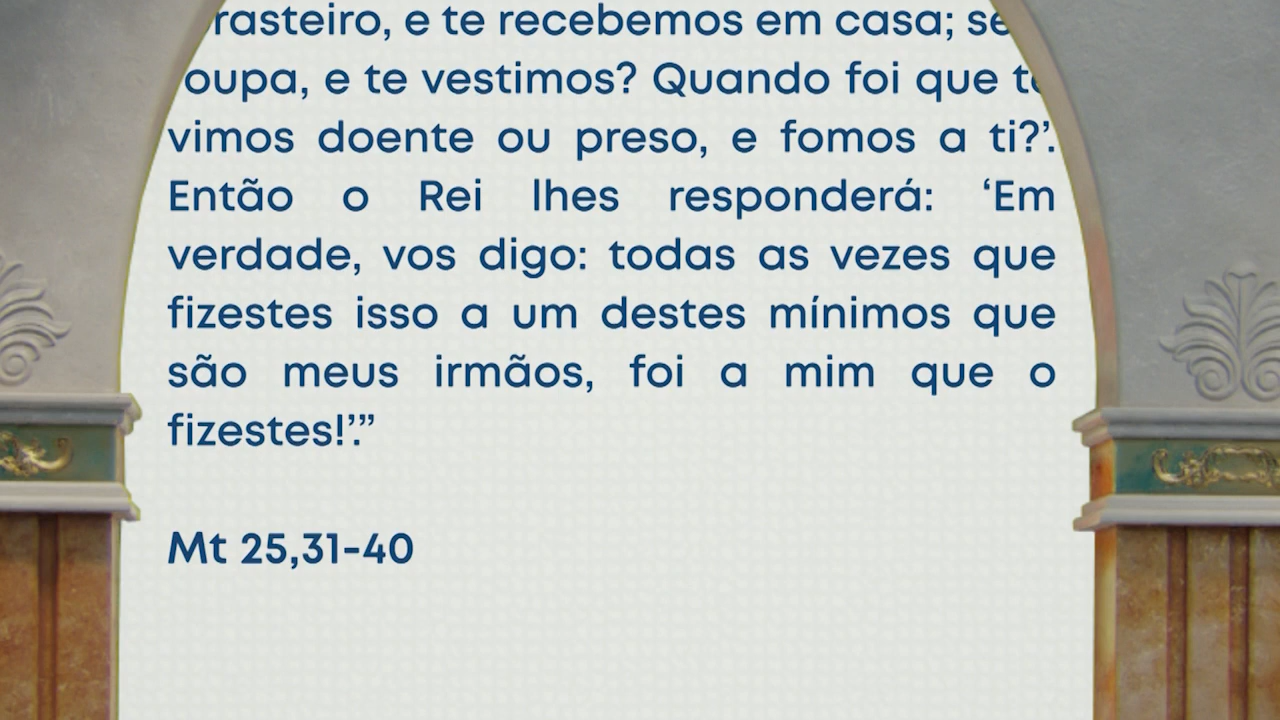 rasteiro, e te recebemos em casa; se
oupa, e te vestimos? Quando foi que te
vimos doente ou preso, e fomos a ti?’.
Então o Rei lhes responderá: ‘Em
verdade, vos digo: todas as vezes que
fizestes isso a um destes mínimos que
são meus irmãos, foi a mim que o
fizestes!’.”
Mt 25,31-40